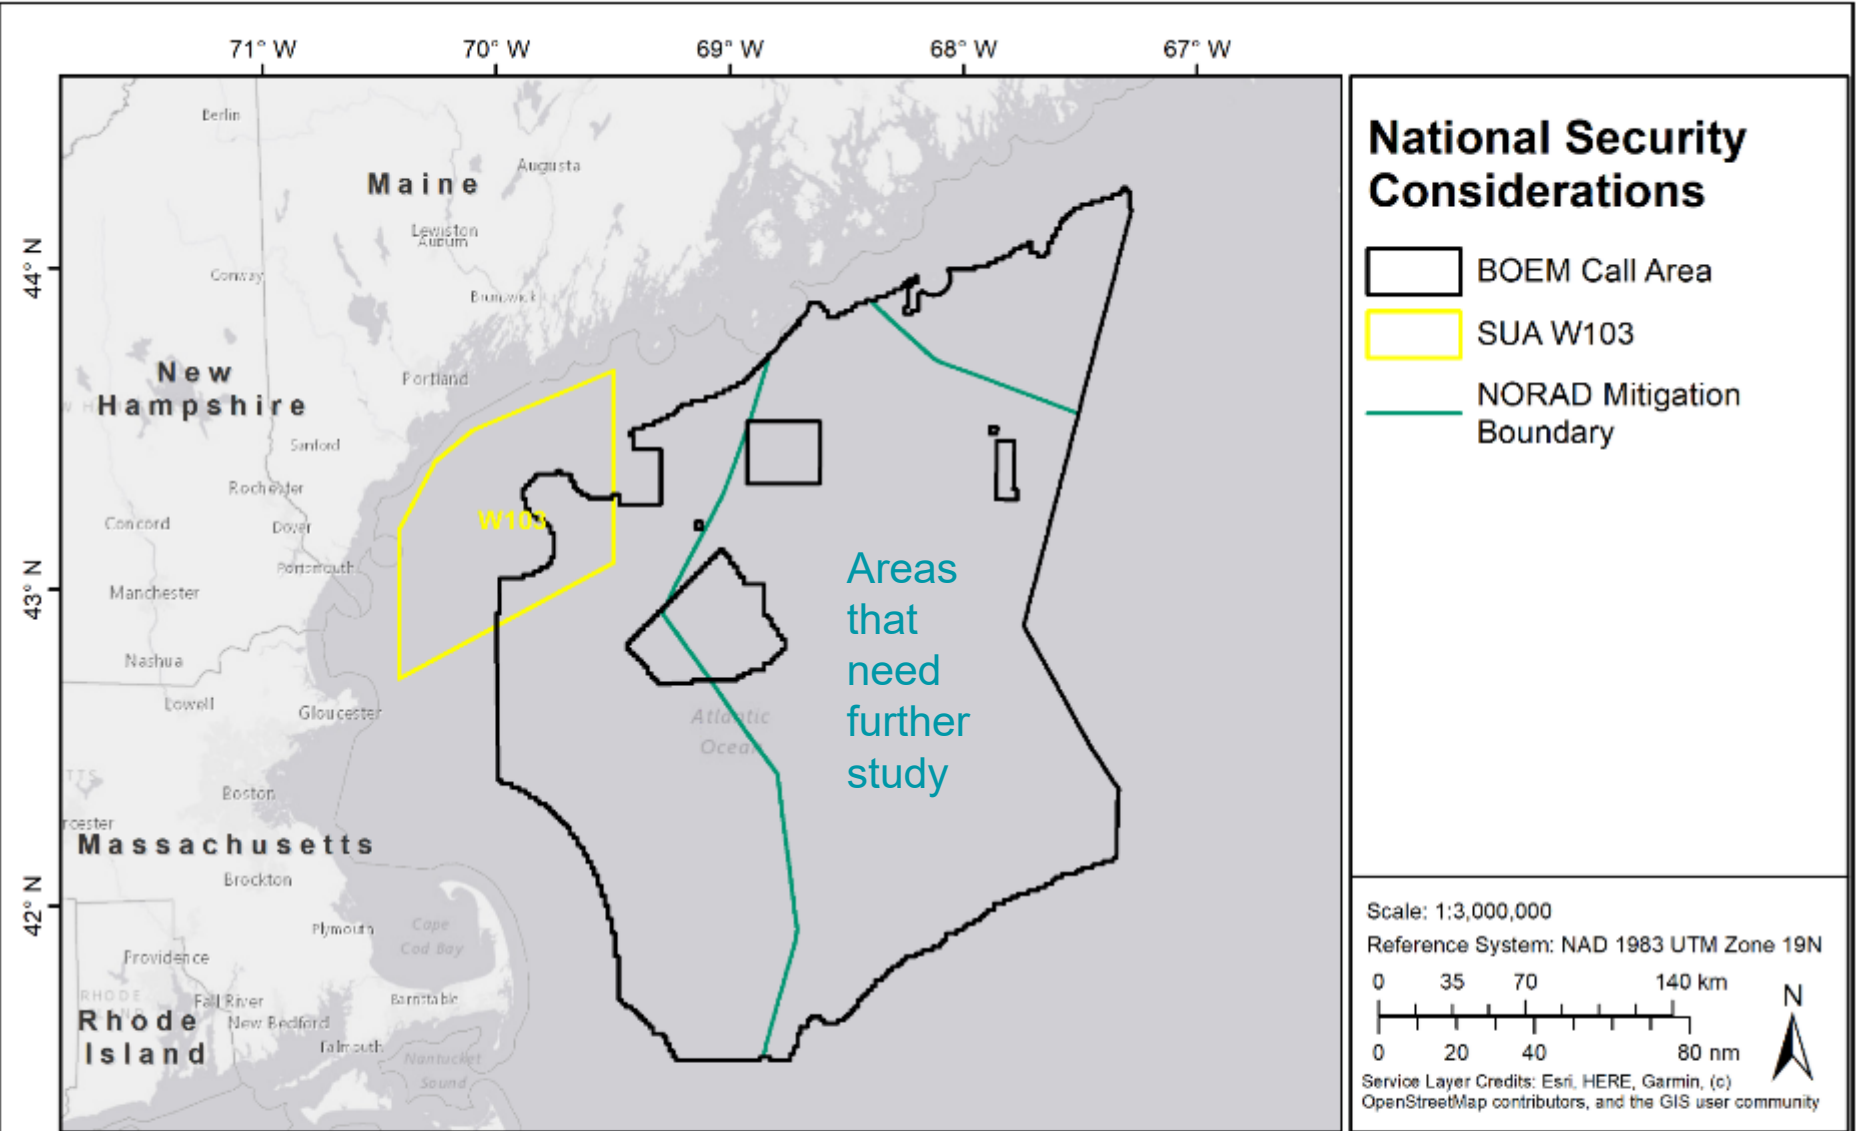 71° W
70° W
69° W
68° W
67° W
44° N
43° N
42° N
Berlin
Augusta
Maine
Lewiston
Auburn
Conway
Brunswick
New
Hampshire
Portland
Sanford
Rochester
Concord
Dover
W103
Portsmouth
Manchester
Nashua
Lowell
Gloucester
Atlantic
Ocean
Areas
that
need
further
study
Boston
Massachusetts
Brockton
Plymouth
Cape
Cod Bay
Providence
Barnstable
RHODE
Fall River
Rhode
Island
New Bedford
Falmouth
Nantucket
Sound
National Security
Considerations
BOEM Call Area
SUA W103
NORAD Mitigation
Boundary
Scale: 1:3,000,000
Reference System: NAD 1983 UTM Zone 19N
0 35 70 140 km
N
0 20 40 80 nm
Service Layer Credits: Esri, HERE, Garmin, (c)
OpenStreetMap contributors, and the GIS user community